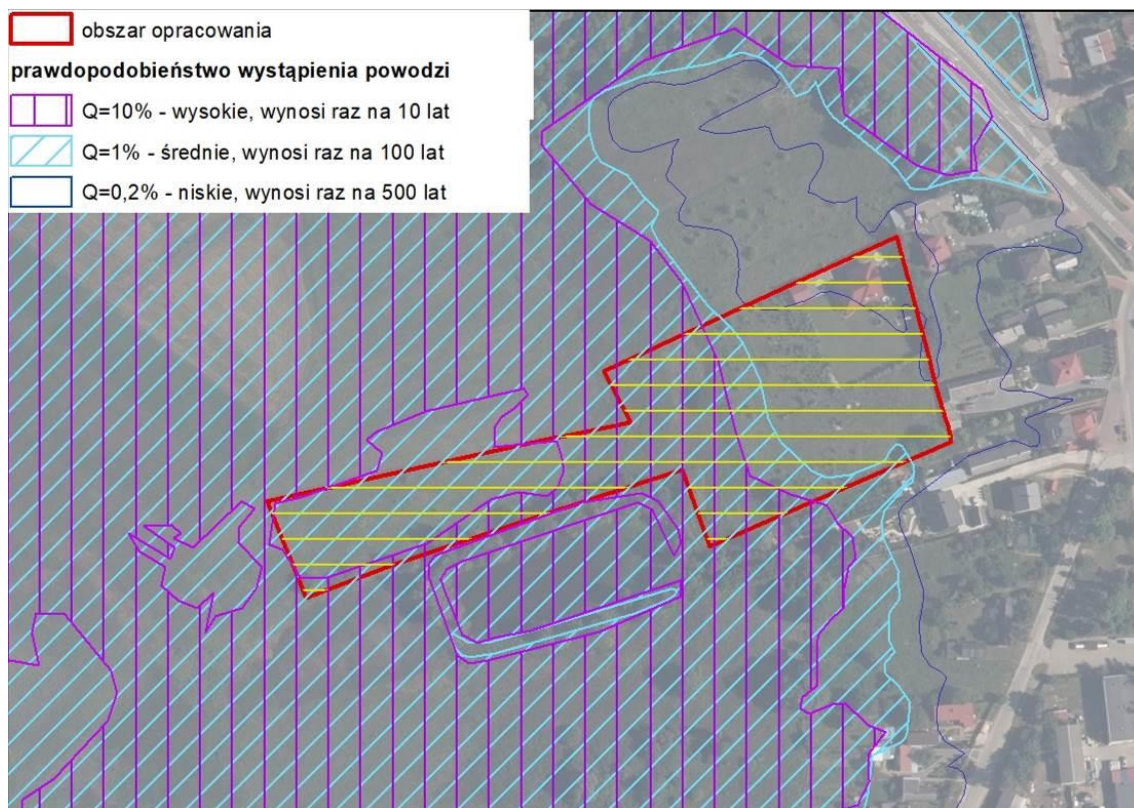 obszar opracowania
prawdopodobieństwo wystąpienia powodzi
Q=10% - wysokie, wynosi raz na 10 lat
Q=1% - średnie, wynosi raz na 100 lat
Q=0,2% - niskie, wynosi raz na 500 lat